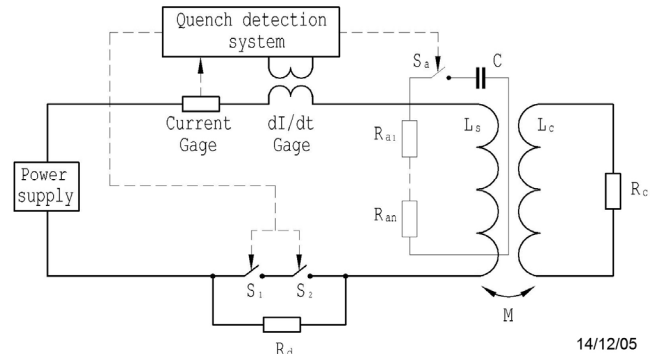 Quench detection
system
Sa
C
Current
Gage
dI/dt
Gage
Ra1
Ls
Lc
Power
supply
Ran
Rc
S1
S2
M
Rd
14/12/05